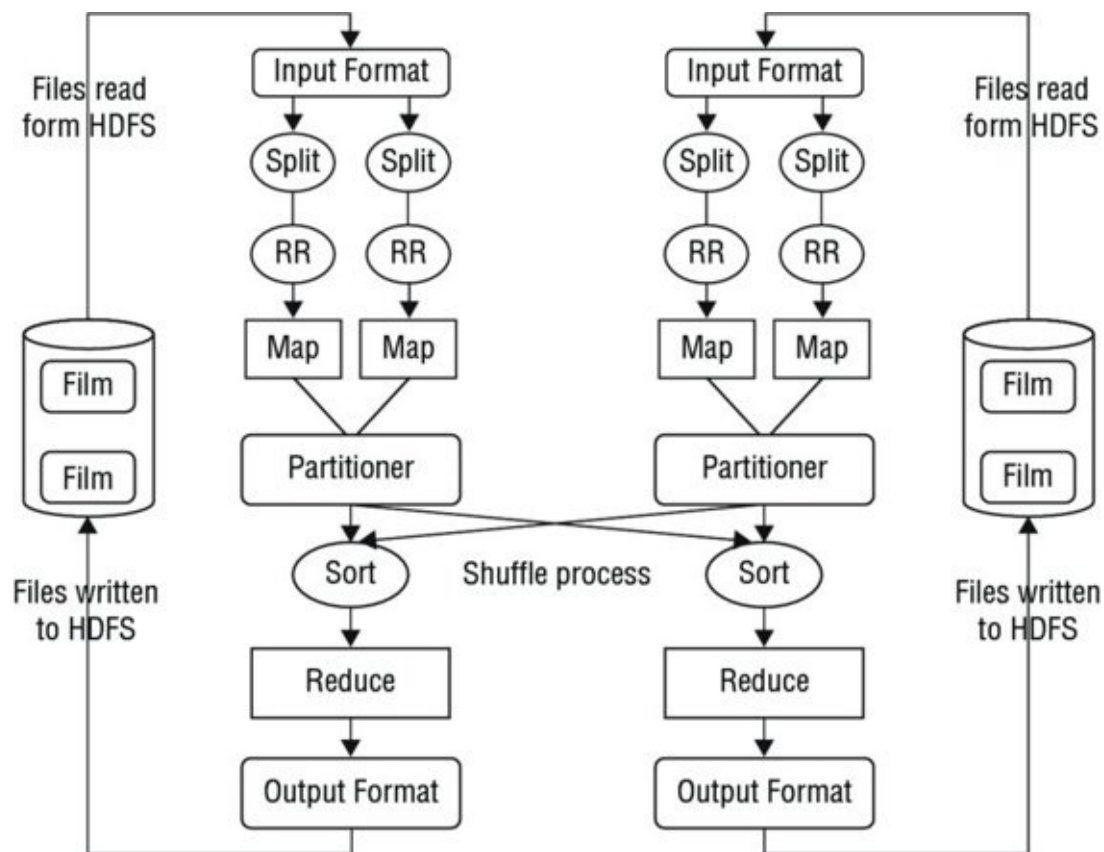 Input Format
Input Format
Files read
form HDFS
Files read
form HDFS
Split
Split
Split
Split
RR
RR
RR
RR
Map
Map
Map
Map
Film
Film
Film
Film
Partitioner
Partitioner
Sort
Shuffle process
Sort
Files written
to HDFS
Files written
to HDFS
Reduce
Reduce
Output Format
Output Format